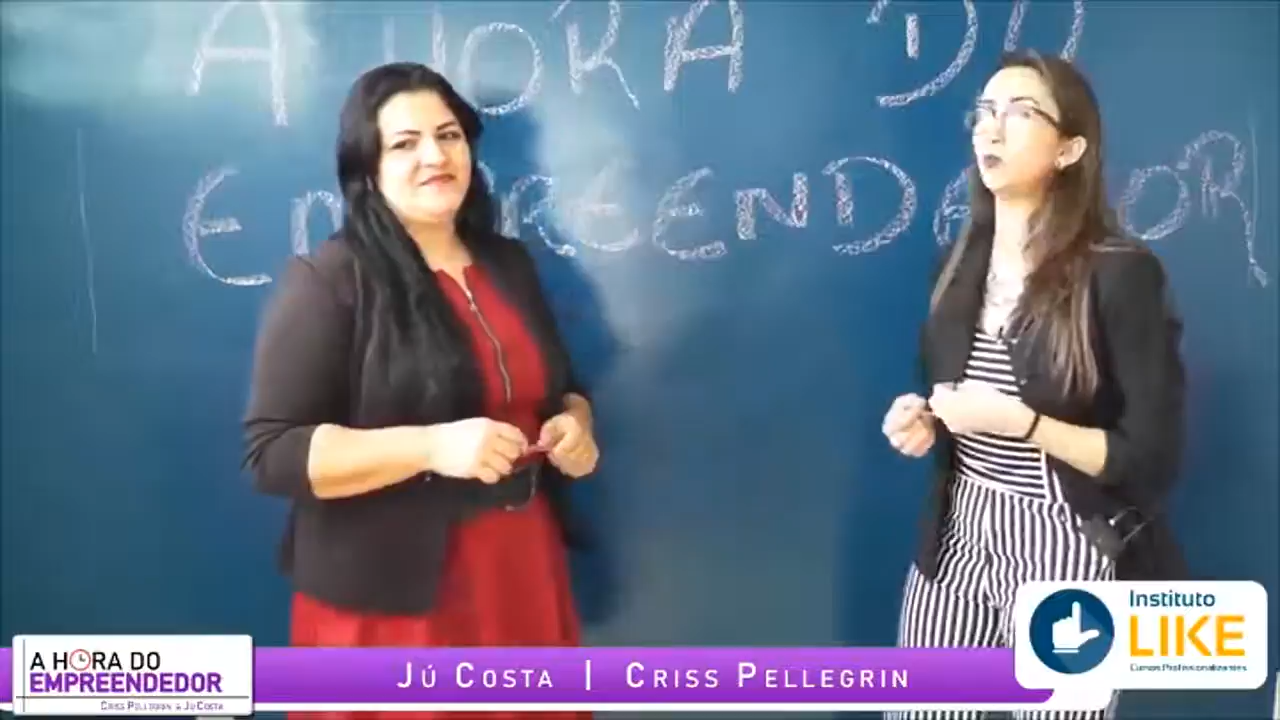 A HORA DO
EMPREENDEDOR
A HORA DO
EMPREENDEDOR
CRISS PELLEGRIN & JÚ COSTA
JÚ COSTA | CRISS PELLEGRIN
Instituto
LIKE
Cursos Profissionalizantes